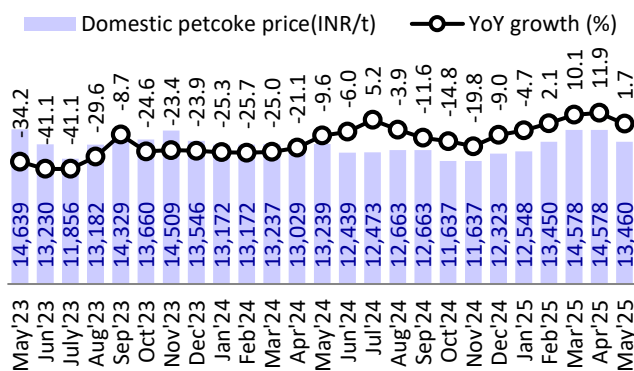 Domestic petcoke price(INR/t)
YoY growth (%)
-34.2
-41.1
-41.1
-29.6
-8.7
-24.6
-23.4
-23.9
-25.3
-25.7
-25.0
-21.1
-9.6
-6.0
5.2
-3.9
-11.6
-14.8
-19.8
-9.0
-4.7
2.1
10.1
11.9
1.7
14,639
13,230
11,856
13,182
14,329
13,660
14,509
13,546
13,172
13,172
13,237
13,029
13,239
12,439
12,473
12,663
12,663
11,637
11,637
12,323
12,548
13,450
14,578
14,578
13,460
May'23
Jun'23
July'23
Aug'23
Sep'23
Oct'23
Nov'23
Dec'23
Jan'24
Feb'24
Mar'24
Apr'24
May'24
Jun'24
Jul'24
Aug'24
Sep'24
Oct'24
Nov'24
Dec'24
Jan'25
Feb'25
Mar'25
Apr'25
May'25